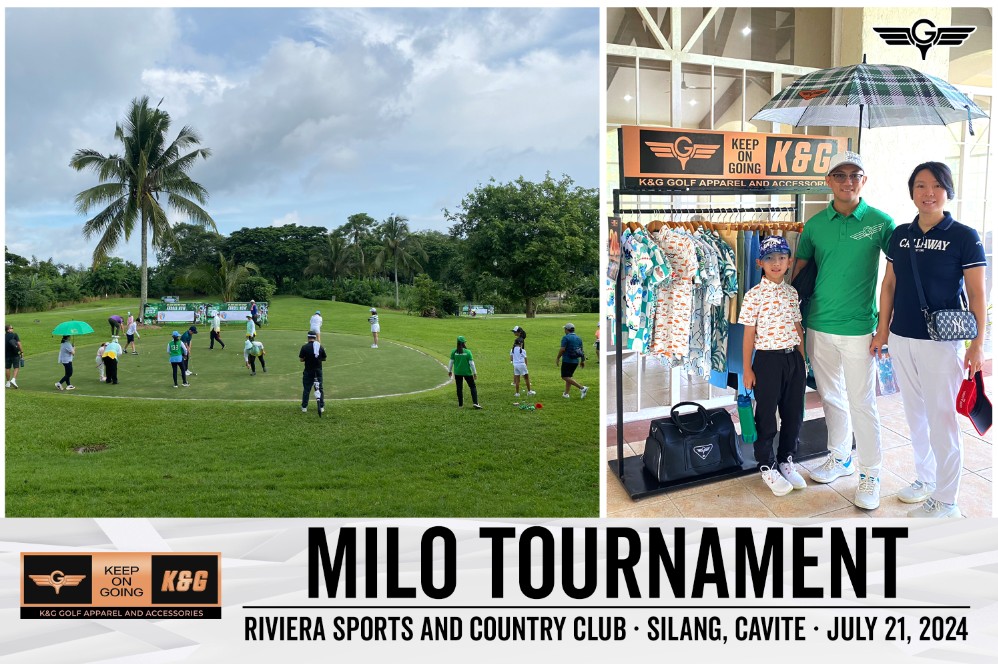 G
G
KEEP
ON
GOING
K&G
K&G GOLF APPAREL AND ACCESSORIES
CALLAWAY
NY
G
KEEP
ON
GOING
K&G
K&G GOLF APPAREL AND ACCESSORIES
MILO TOURNAMENT
RIVIERA SPORTS AND COUNTRY CLUB · SILANG, CAVITE · JULY 21, 2024